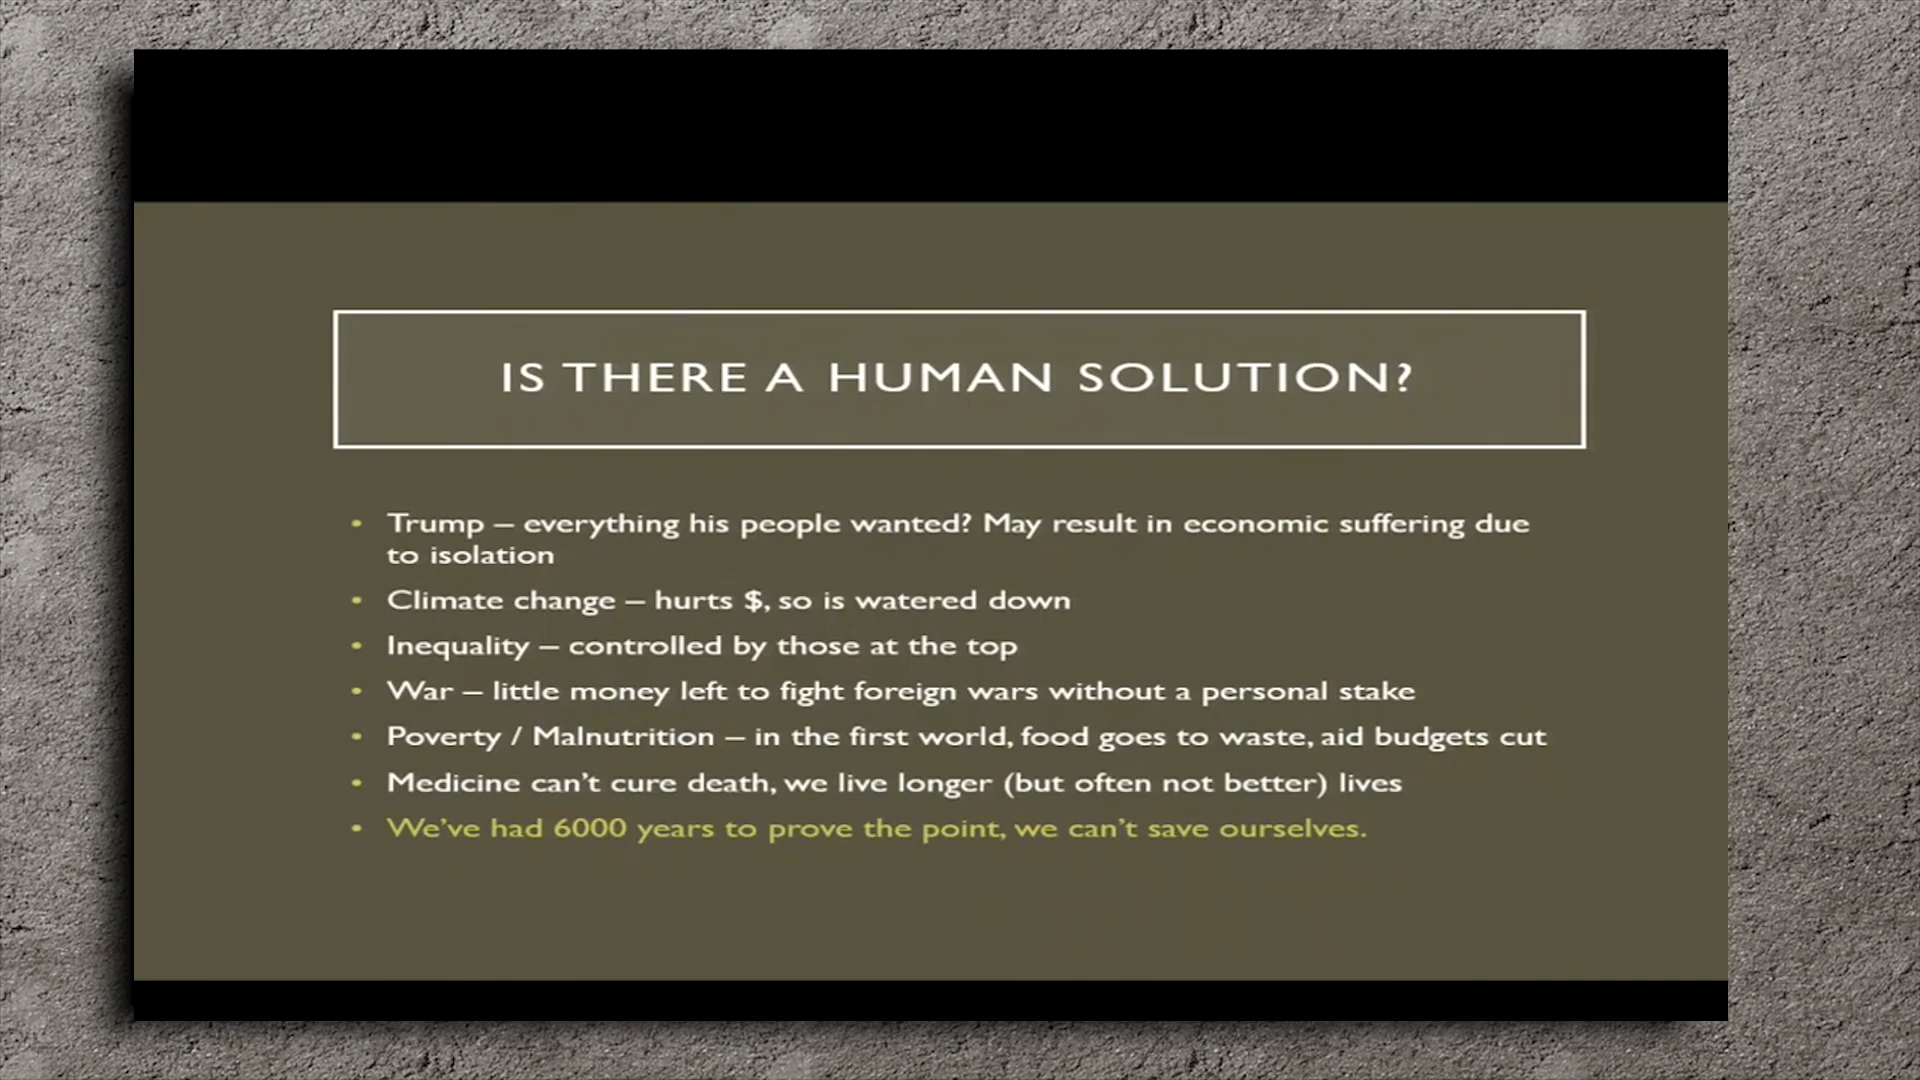 IS THERE A HUMAN SOLUTION?
• Trump – everything his people wanted? May result in economic suffering due
to isolation
• Climate change – hurts $, so is watered down
• Inequality – controlled by those at the top
• War – little money left to fight foreign wars without a personal stake
• Poverty / Malnutrition – in the first world, food goes to waste, aid budgets cut
• Medicine can’t cure death, we live longer (but often not better) lives
• We’ve had 6000 years to prove the point, we can’t save ourselves.